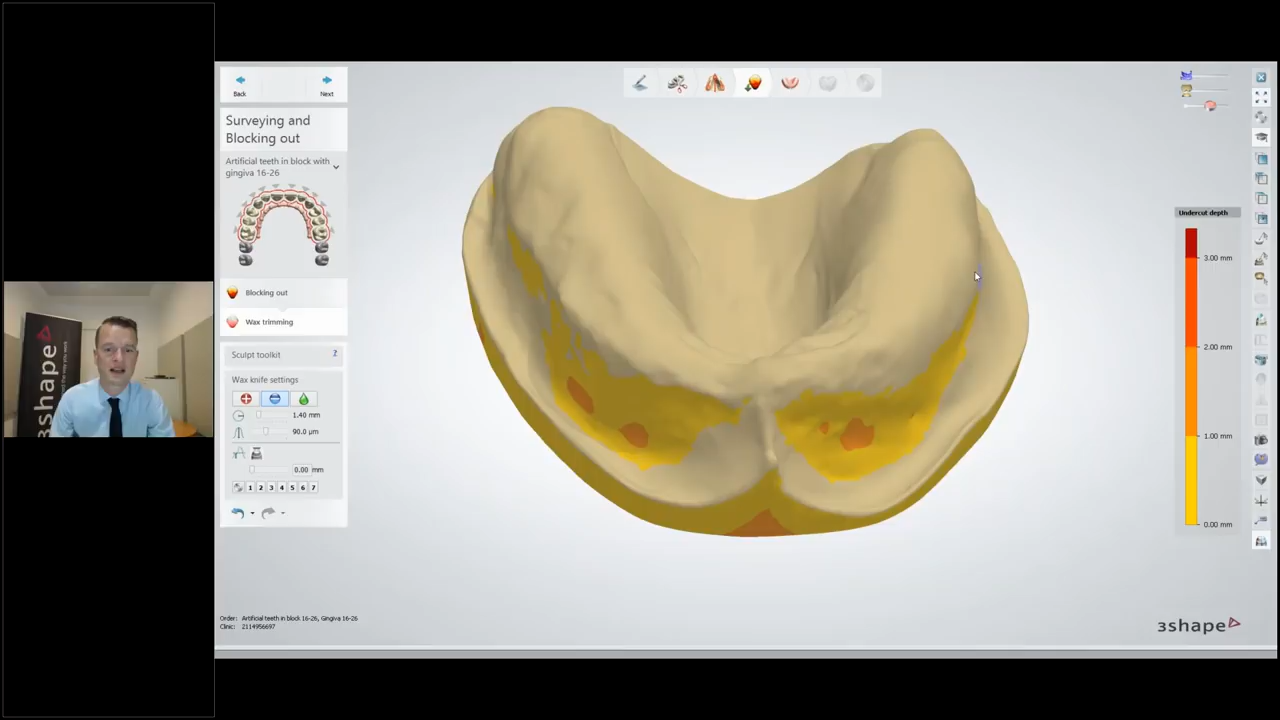 Back
Next
Surveying and
Blocking out
Artificial teeth in block with
gingiva 16-26
Blocking out
Wax trimming
Sculpt toolkit
?
Wax knife settings
1.40 mm
90.0 µm
0.00 mm
1 2 3 4 5 6 7
Order: Artificial teeth in block 16-26, Gingiva 16-26
Clinic: 2114956697
Undercut depth
3.00 mm
2.00 mm
1.00 mm
0.00 mm
3shape
3shape